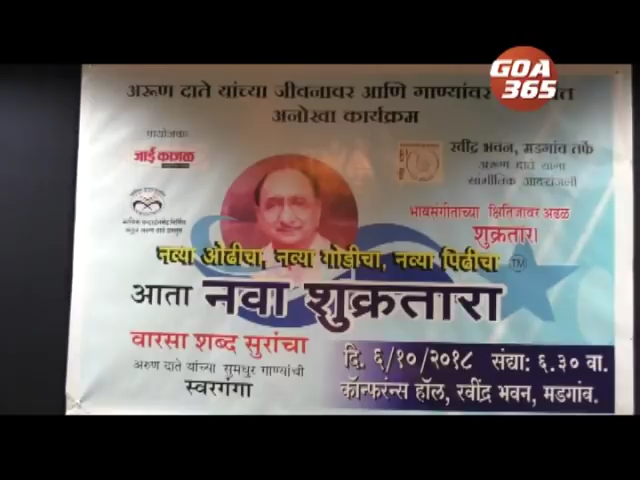 GOA
365
अरूण दाते यांच्या जीवनावर आणि गाण्यांवर
अनोखा कार्यक्रम
प्रायोजक
जाई काजळ
रवींद्र भवन, मडगांव तर्फे
अरूण दाते यांना
सांगीतिक आदरांजली
भावसंगीताच्या क्षितिजावर अढळ
शुक्रतारा
नव्या ओढीचा, नव्या गोडीचा, नव्या पिढीचा
TM
आता नवा शुक्रतारा
वारसा शब्द सुरांचा
अरुण दाते यांच्या सुमधुर गाण्यांची
स्वरगंगा
दि. ६/१०/२०१८ संध्या: ६.३० वा.
कॉन्फरन्स हॉल, रवींद्र भवन, मडगांव.